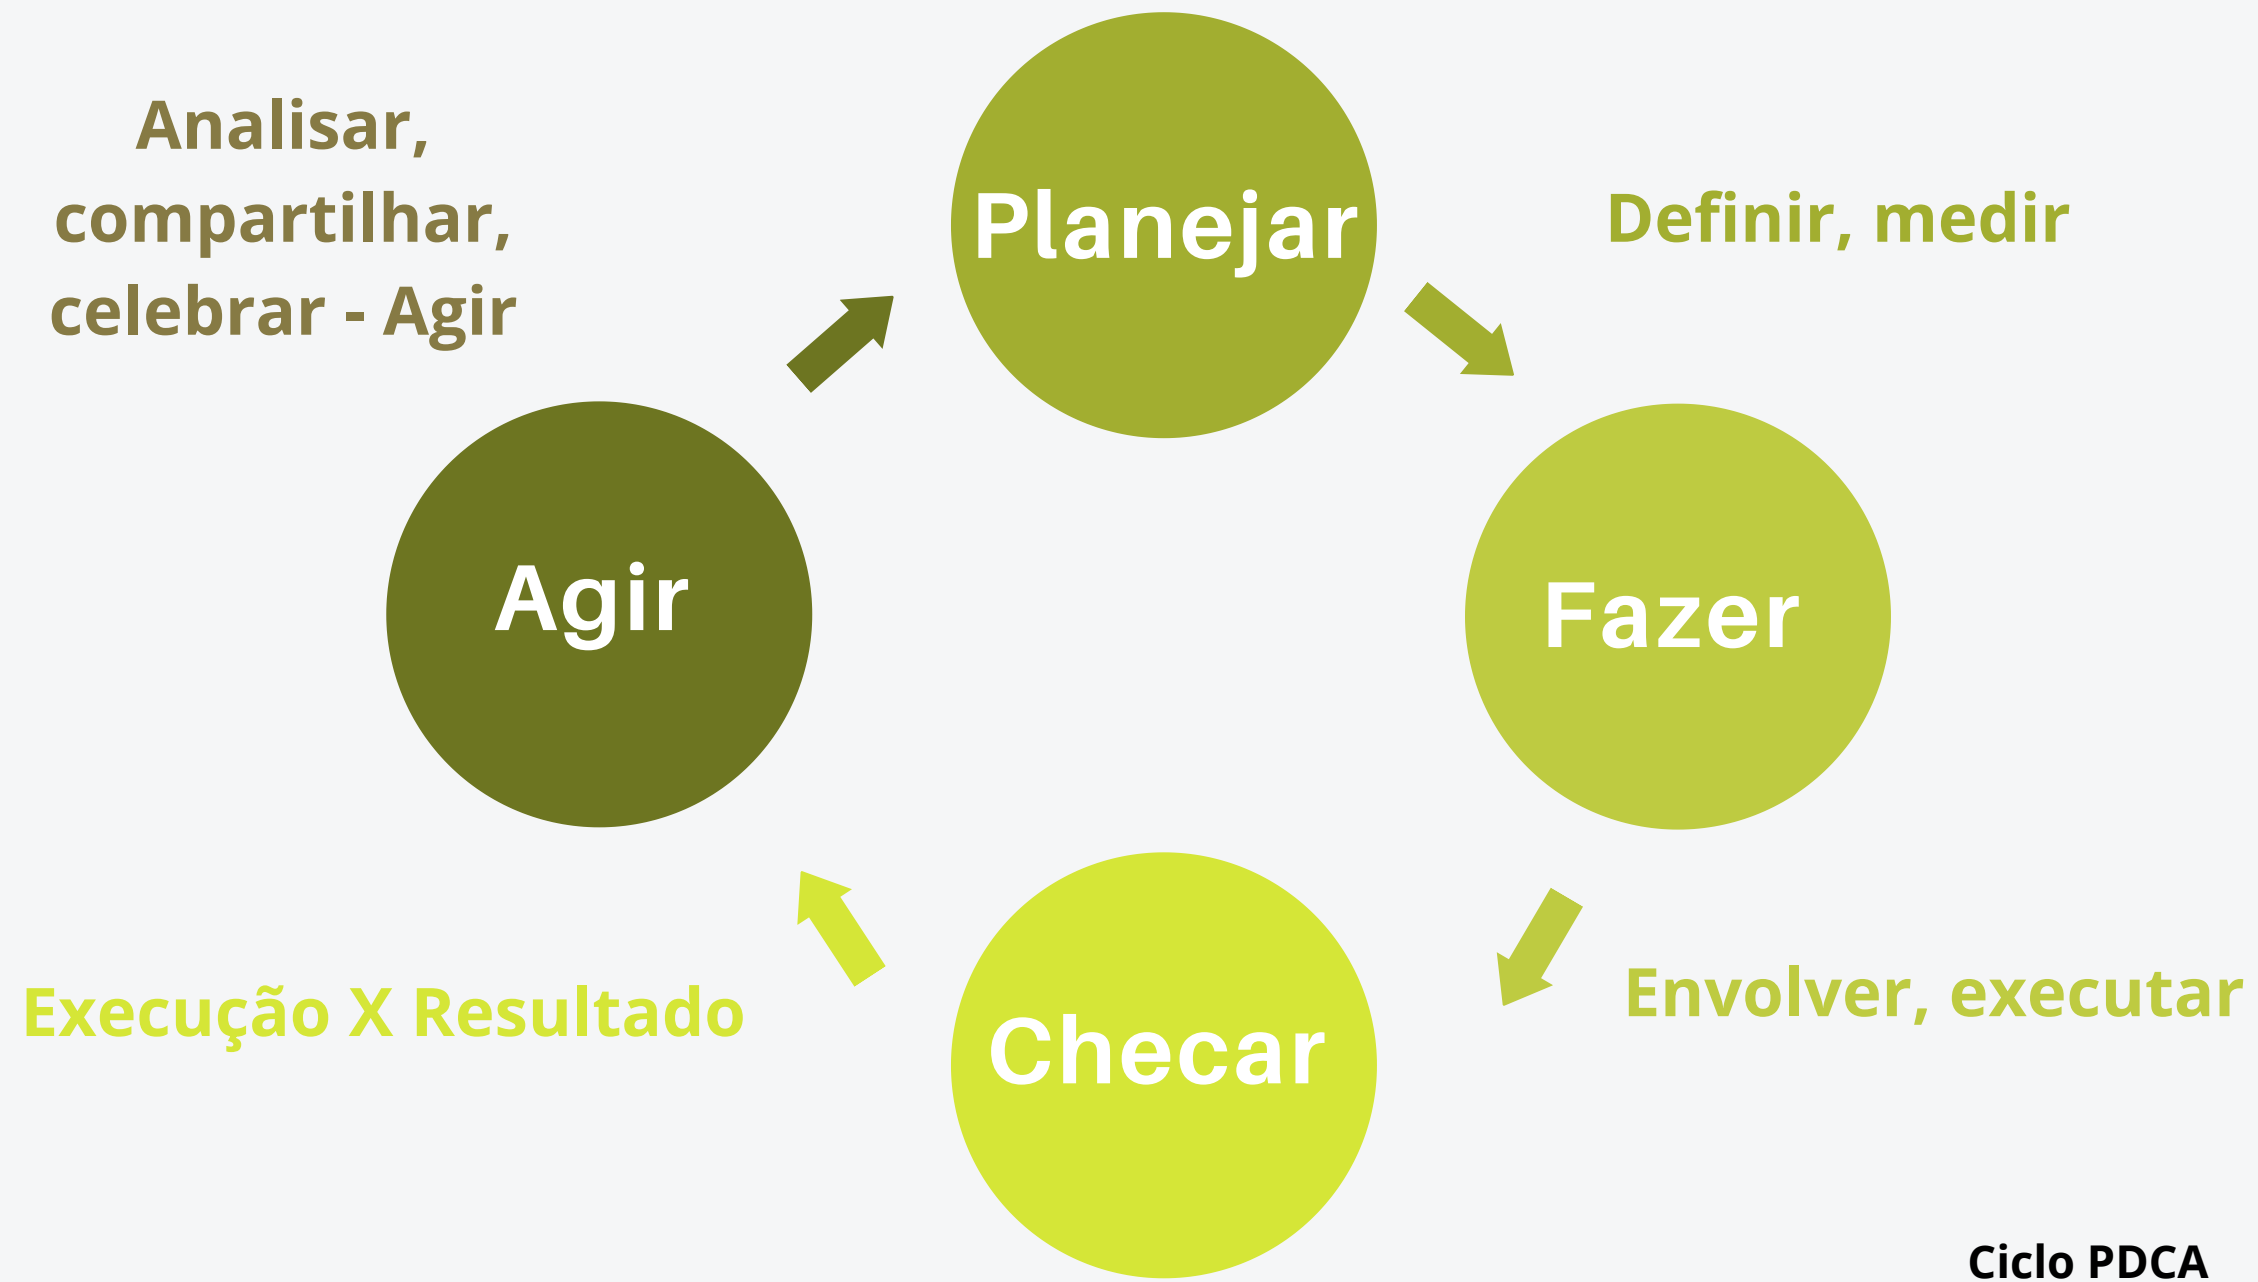 Analisar,
compartilhar,
celebrar - Agir
Planejar
Definir, medir
Agir
Fazer
Execução X Resultado
Checar
Envolver, executar
Ciclo PDCA